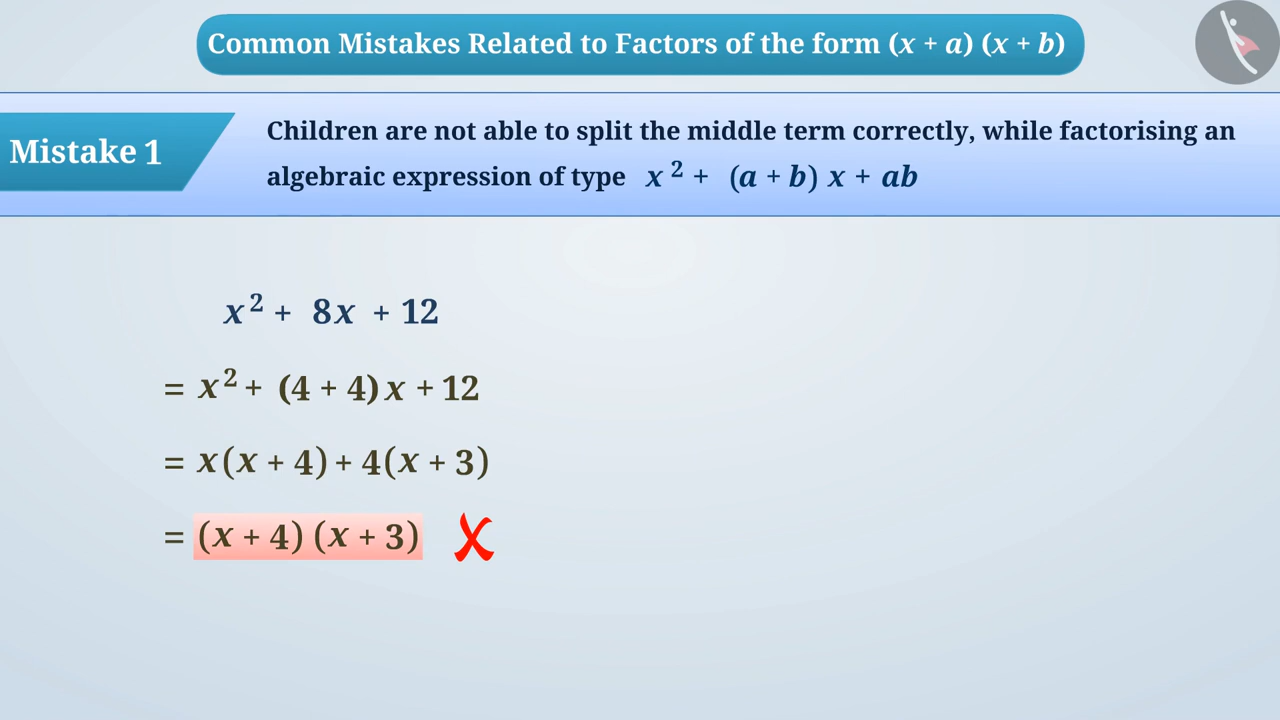 Common Mistakes Related to Factors of the form (x + a) (x + b)
Mistake 1
Children are not able to split the middle term correctly, while factorising an
algebraic expression of type x² + (a + b) x + ab
x² + 8x + 12
= x² + (4 + 4) x + 12
= x(x + 4) + 4(x + 3)
= (x + 4) (x + 3) ✗